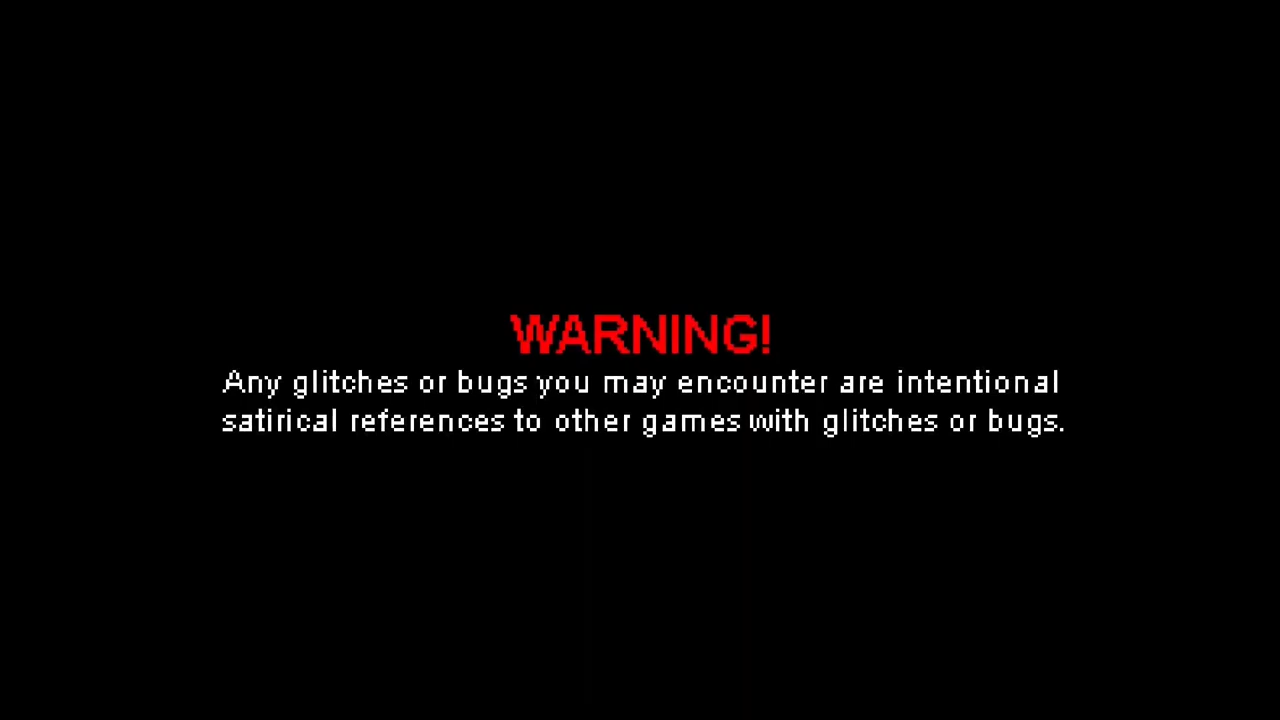 WARNING!
Any glitches or bugs you may encounter are intentional
satirical references to other games with glitches or bugs.